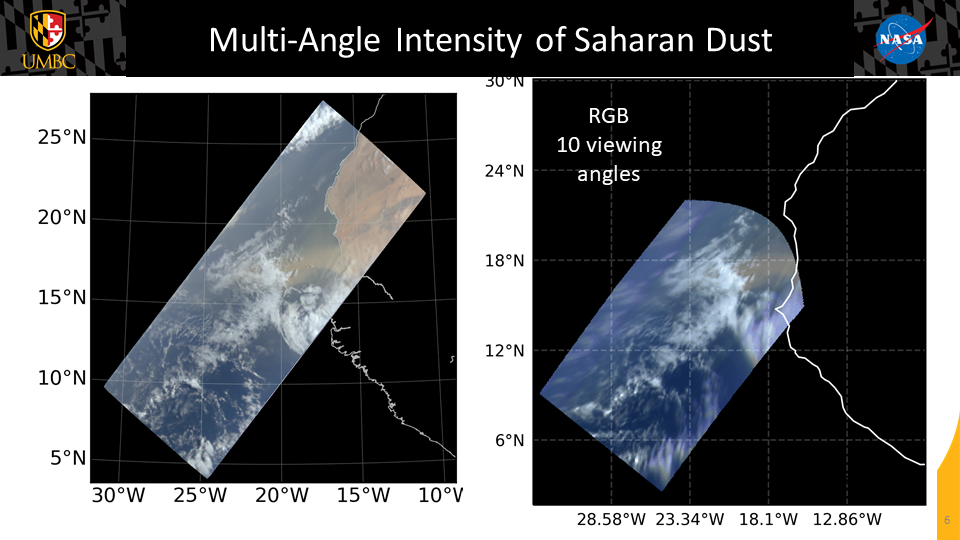 UMBC
Multi-Angle Intensity of Saharan Dust
NASA
25°N
20°N
15°N
10°N
5°N
30°W 25°W 20°W 15°W 10°W
RGB
10 viewing
angles
30°N
24°N
18°N
12°N
6°N
28.58°W 23.34°W 18.1°W 12.86°W
6